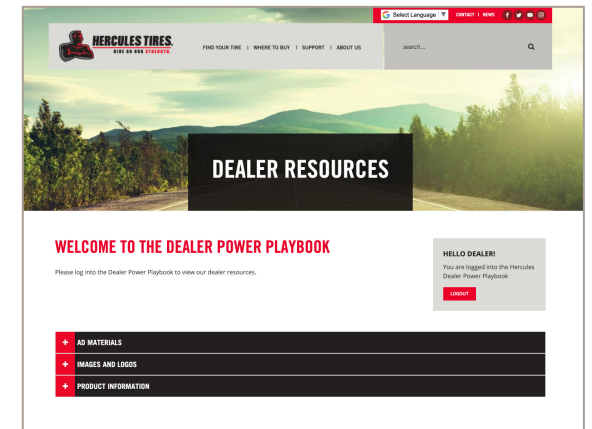 Select Language ▼
CONTACT | NEWS
HERCULES TIRES.
RIDE ON OUR STRENGTH.
FIND YOUR TIRE | WHERE TO BUY | SUPPORT | ABOUT US
search...
DEALER RESOURCES
WELCOME TO THE DEALER POWER PLAYBOOK
Please log into the Dealer Power Playbook to view our dealer resources.
HELLO DEALER!
You are logged into the Hercules
Dealer Power Playbook
LOGOUT
+ AD MATERIALS
+ IMAGES AND LOGOS
+ PRODUCT INFORMATION